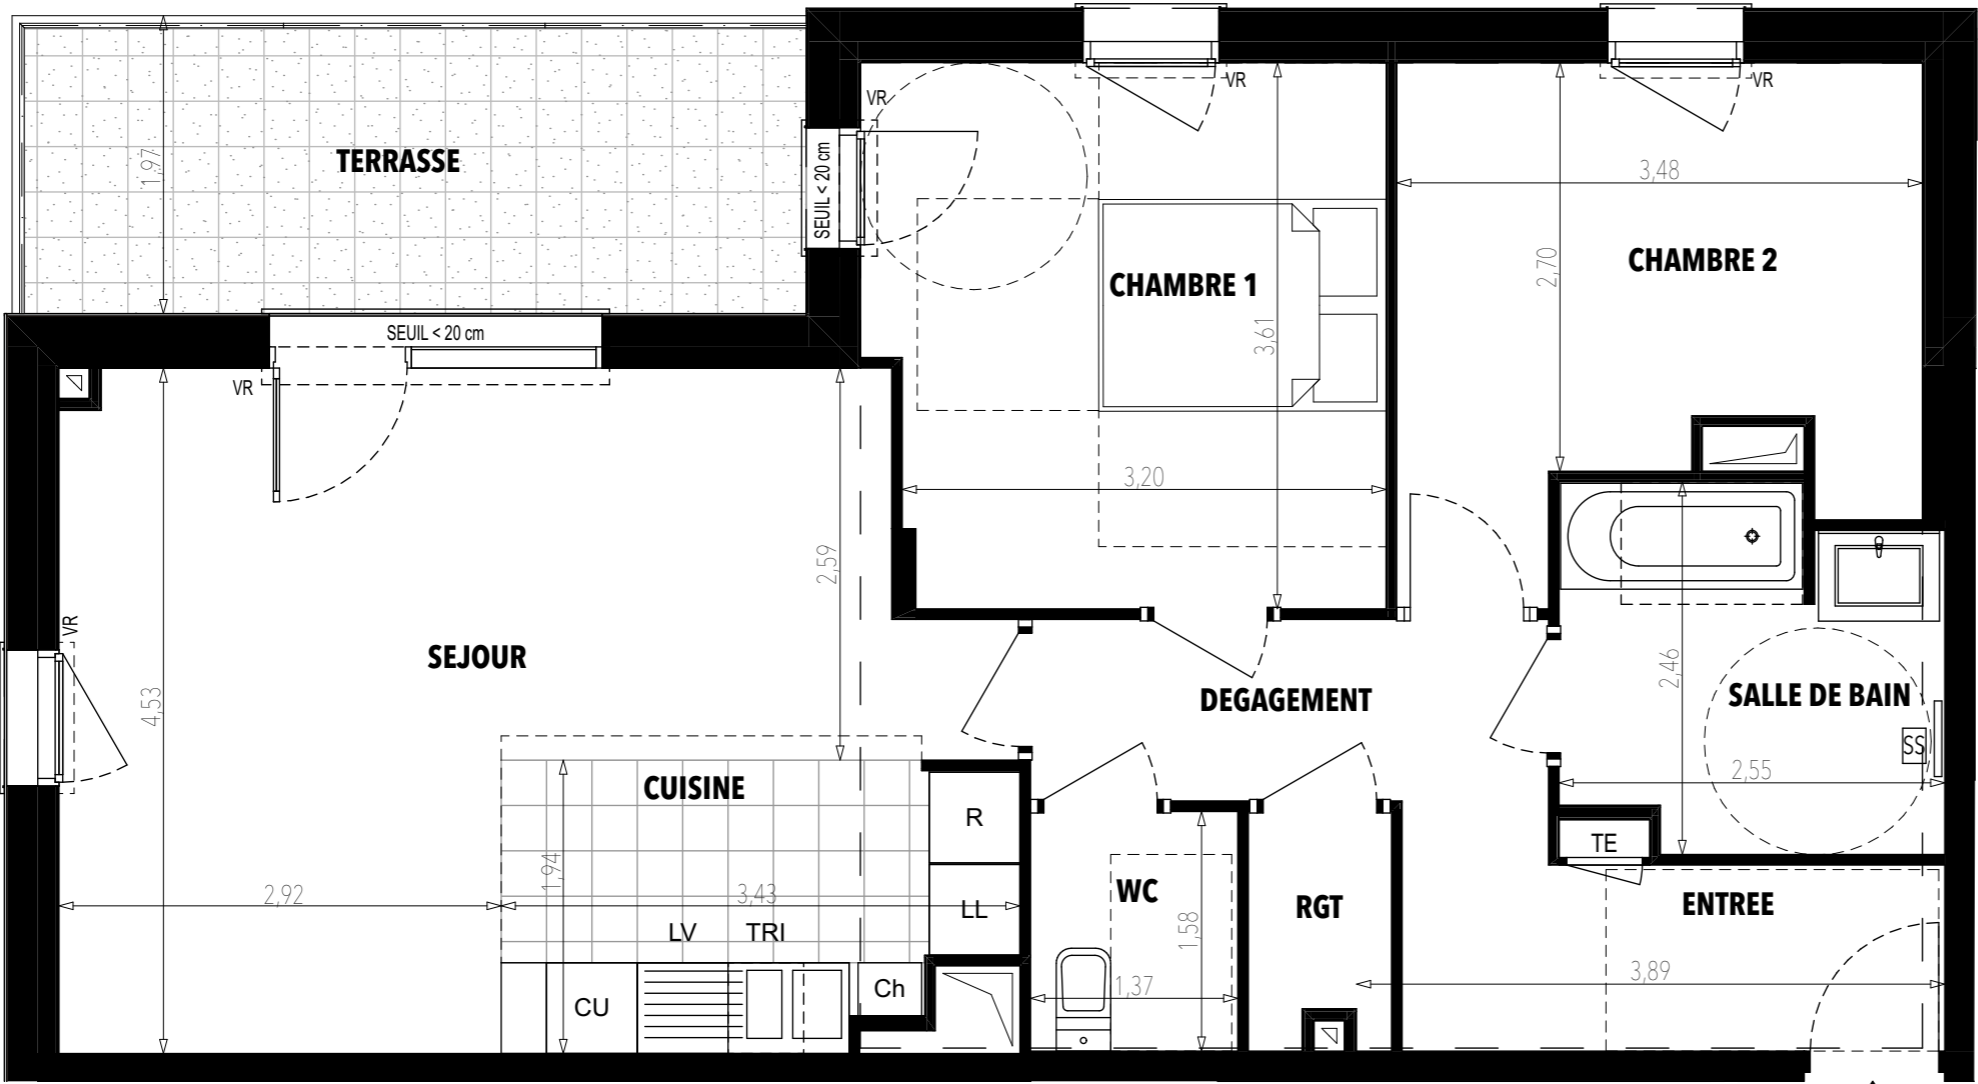 VR
VR
VR
1,97
TERRASSE
SEUIL < 20 cm
3,48
2,70
CHAMBRE 2
CHAMBRE 1
3,61
SEUIL < 20 cm
VR
3,20
2,59
VR
SEJOUR
4,53
2,46
SALLE DE BAIN
DEGAGEMENT
SS
2,55
CUISINE
R
TE
1,94
2,92
3,43
WC
RGT
ENTREE
LL
LV
TRI
1,58
3,89
1,37
Ch
CU